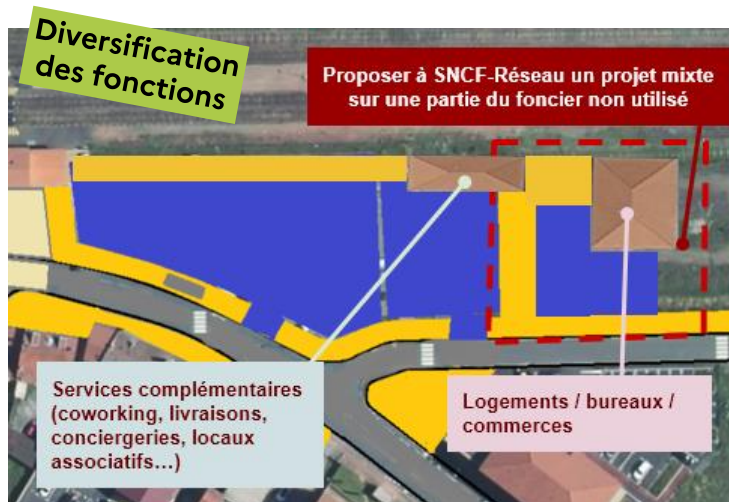 Diversification
des fonctions
Proposer à SNCF-Réseau un projet mixte
sur une partie du foncier non utilisé
Services complémentaires
(coworking, livraisons,
conciergeries, locaux
associatifs…)
Logements / bureaux /
commerces